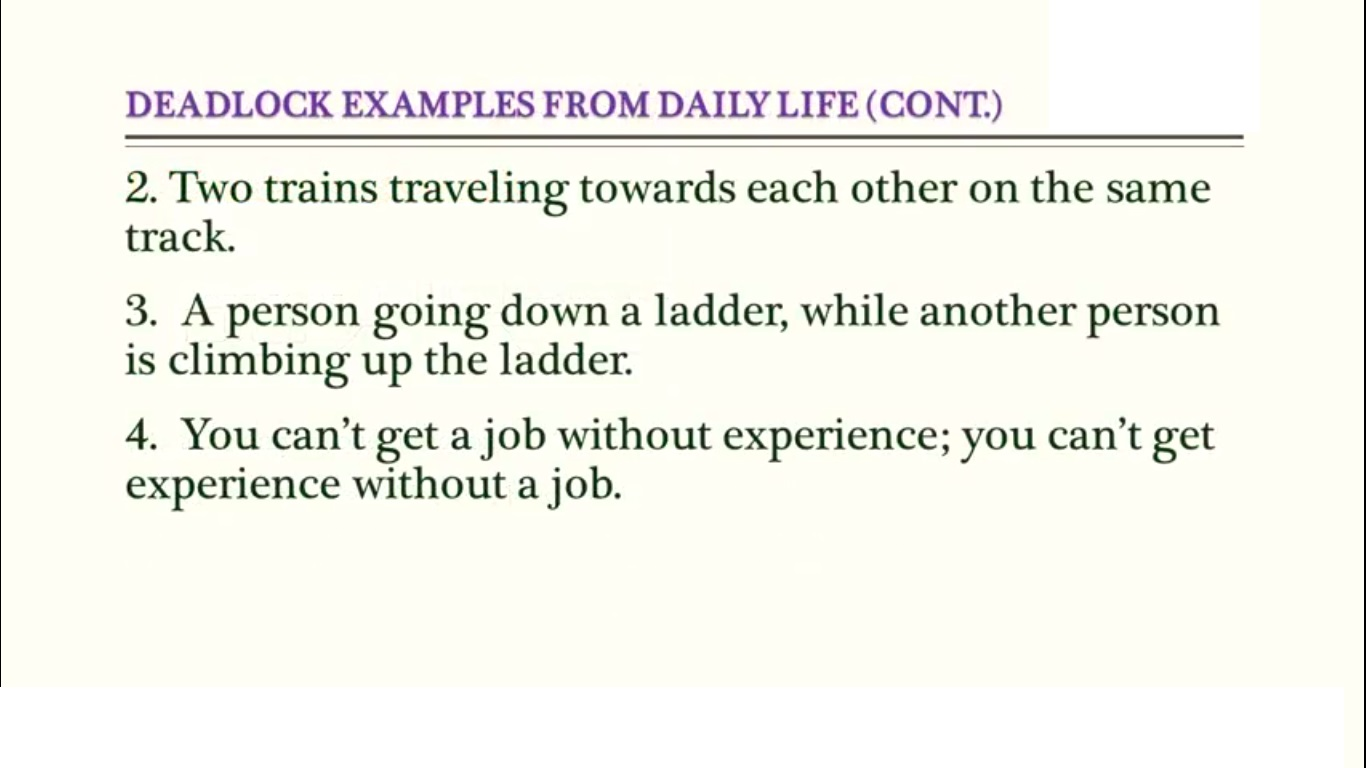 DEADLOCK EXAMPLES FROM DAILY LIFE (CONT.)
2. Two trains traveling towards each other on the same
track.
3. A person going down a ladder, while another person
is climbing up the ladder.
4. You can’t get a job without experience; you can’t get
experience without a job.